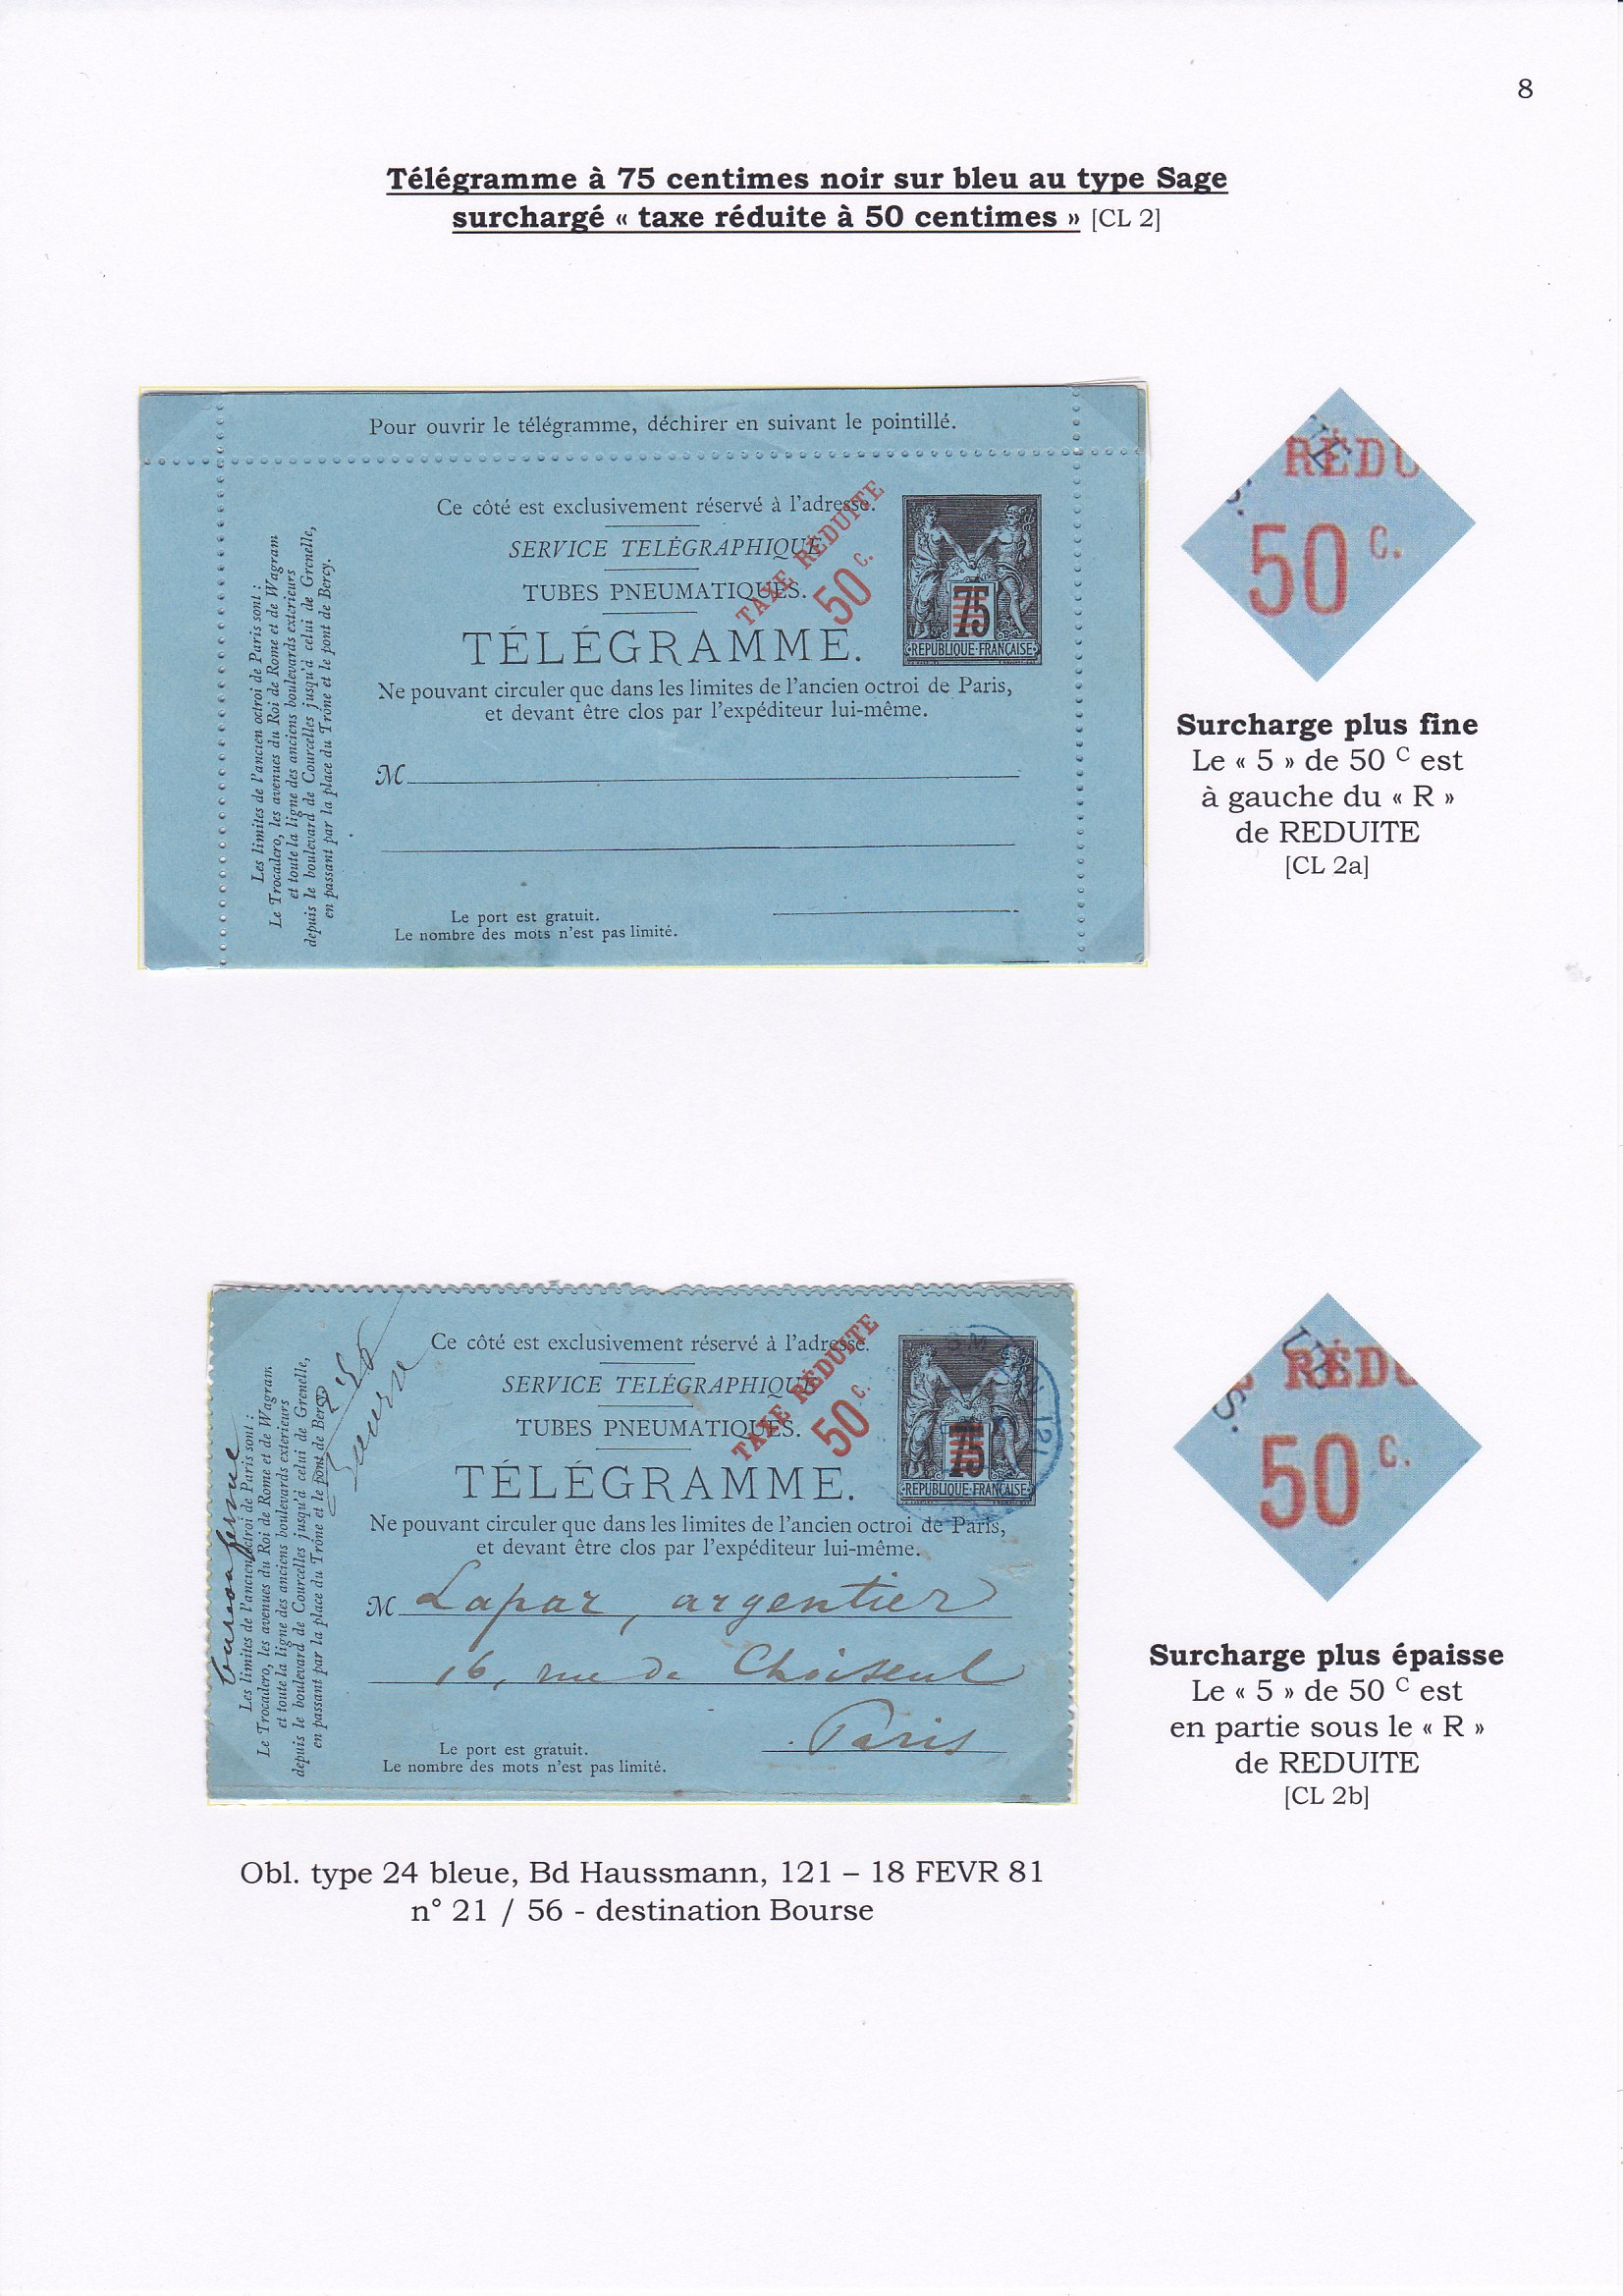 8
Télégramme à 75 centimes noir sur bleu au type Sage
surchargé « taxe réduite à 50 centimes » [CL 2]
Pour ouvrir le télégramme, déchirer en suivant le pointillé.
Ce côté est exclusivement réservé à l'adresse.
SERVICE TELÉGRAPHIQUE
TUBES PNEUMATIQUES.
TAXE RÉDUITE
50 C.
75
RÉPUBLIQUE FRANÇAISE
TÉLÉGRAMME.
Ne pouvant circuler que dans les limites de l'ancien octroi de Paris,
et devant être clos par l'expéditeur lui-même.
M
Le port est gratuit.
Le nombre des mots n'est pas limité.
Les limites de l'ancien octroi de Paris sont :
Le Trocadero, les avenues du Roi de Rome et de Wagram
et toute la ligne des anciens boulevards exterieurs
depuis le boulevard de Courcelles jusqu'à celui de Grenelle,
en passant par la place du Trône et le pont de Bercy.
RÉDU
S.
50 C.
Surcharge plus fine
Le « 5 » de 50 C est
à gauche du « R »
de REDUITE
[CL 2a]
Ce côté est exclusivement réservé à l'adresse.
SERVICE TELÉGRAPHIQUE
TUBES PNEUMATIQUES.
TAXE RÉDUITE
50 C.
75
RÉPUBLIQUE FRANÇAISE
121
TÉLÉGRAMME.
Ne pouvant circuler que dans les limites de l'ancien octroi de Paris,
et devant être clos par l'expéditeur lui-même.
M Lapar, argentier
16, rue de Choiseul
Paris
Le port est gratuit.
Le nombre des mots n'est pas limité.
Les limites de l'ancien octroi de Paris sont :
Le Trocadero, les avenues du Roi de Rome et de Wagram
et toute la ligne des anciens boulevards exterieurs
depuis le boulevard de Courcelles jusqu'à celui de Grenelle,
en passant par la place du Trône et le pont de Bercy
Bourse
RÉDU
S.
50 C.
Surcharge plus épaisse
Le « 5 » de 50 C est
en partie sous le « R »
de REDUITE
[CL 2b]
Obl. type 24 bleue, Bd Haussmann, 121 – 18 FEVR 81
n° 21 / 56 - destination Bourse